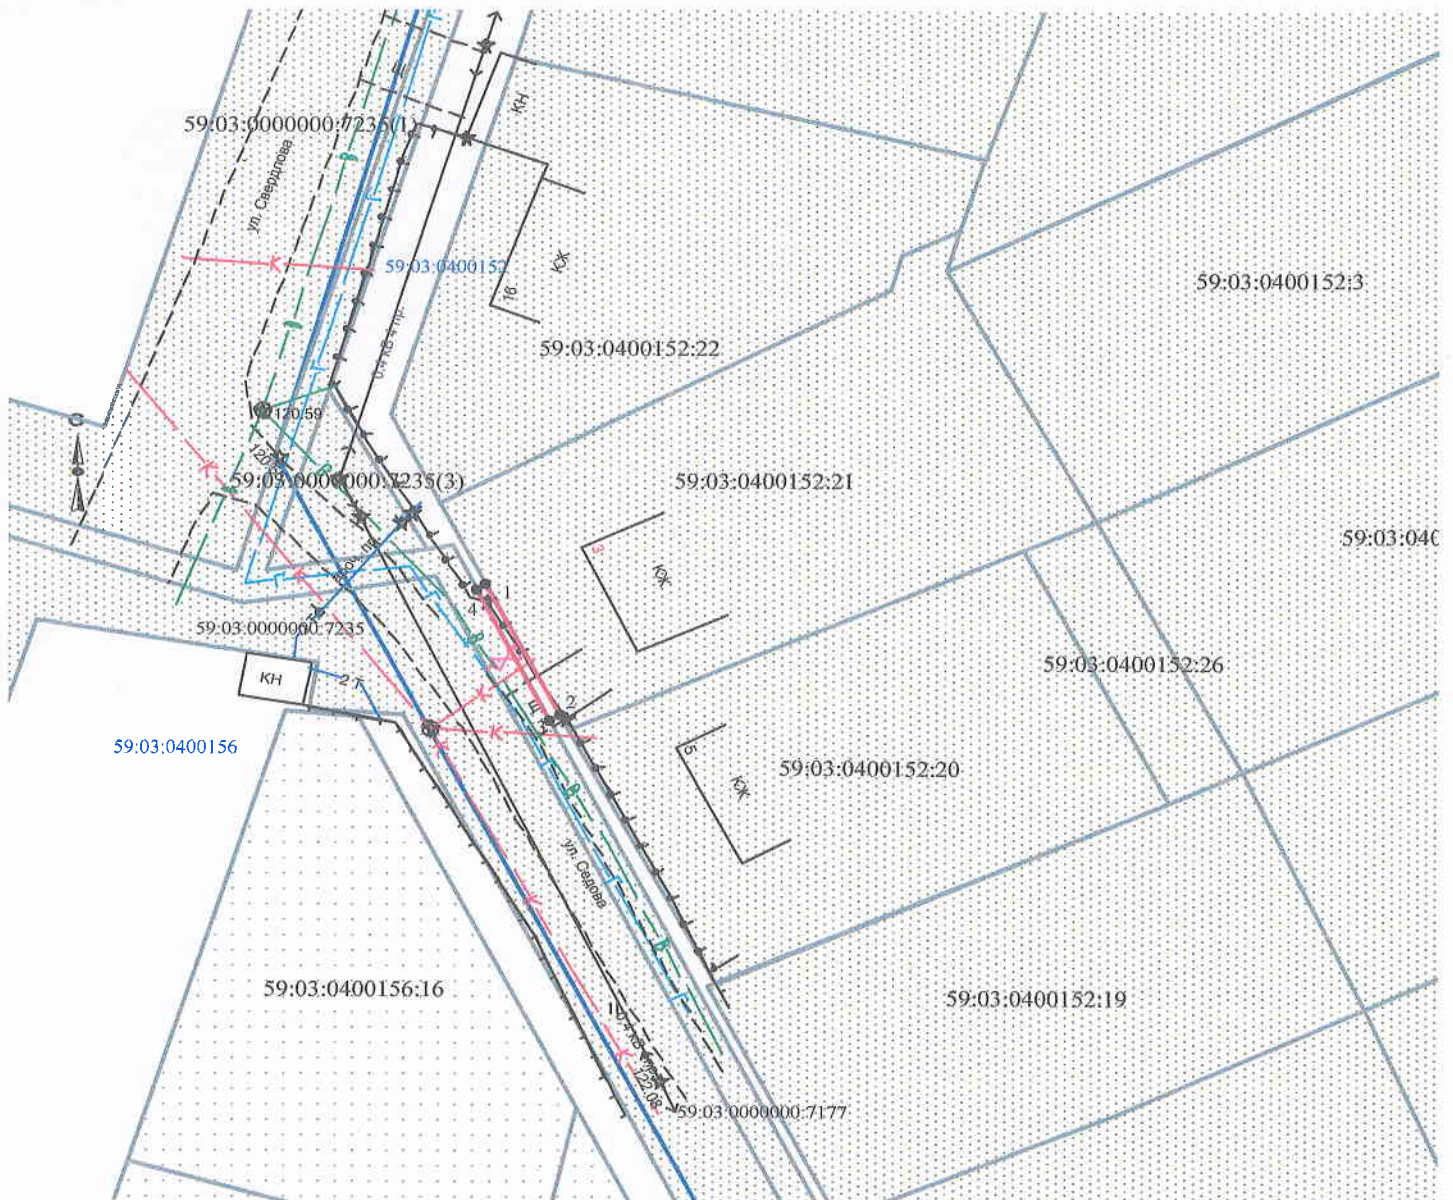 КН
59:03:0000000:7235(1)
ул. Свердлова
В
Г
К
59:03:0400152
КЖ
16
59:03:0400152:3
0.4 кВ 4 пр.
59:03:0400152:22
120.59
С
59:03:0000000:7235(3)
59:03:0400152:21
59:03:040
В
К
3
КЖ
1
4
59:03:0000000:7235
59:03:0400152:26
КН
2 Т.
2
3
Щ
К
К
59:03:0400156
5
КЖ
59:03:0400152:20
В
ул. Седова
Г
К
В
59:03:0400156:16
59:03:0400152:19
Г
К
122.08
59:03:0000000:7177